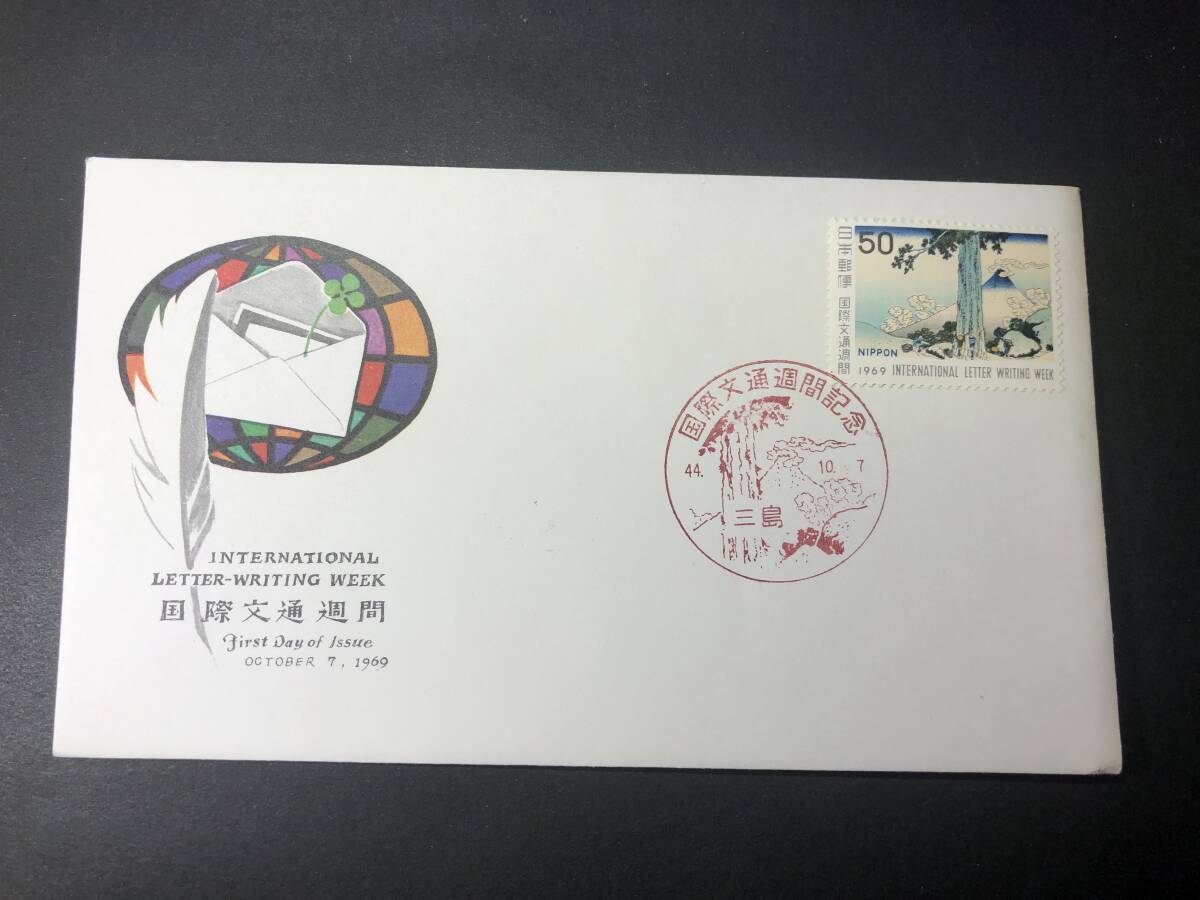 INTERNATIONAL
LETTER-WRITING WEEK
国際文通週間
First Day of Issue
OCTOBER 7, 1969
50
日本郵便 国際文通週間
NIPPON
1969 INTERNATIONAL LETTER WRITING WEEK
国際文通週間記念
44. 10. 7
三島